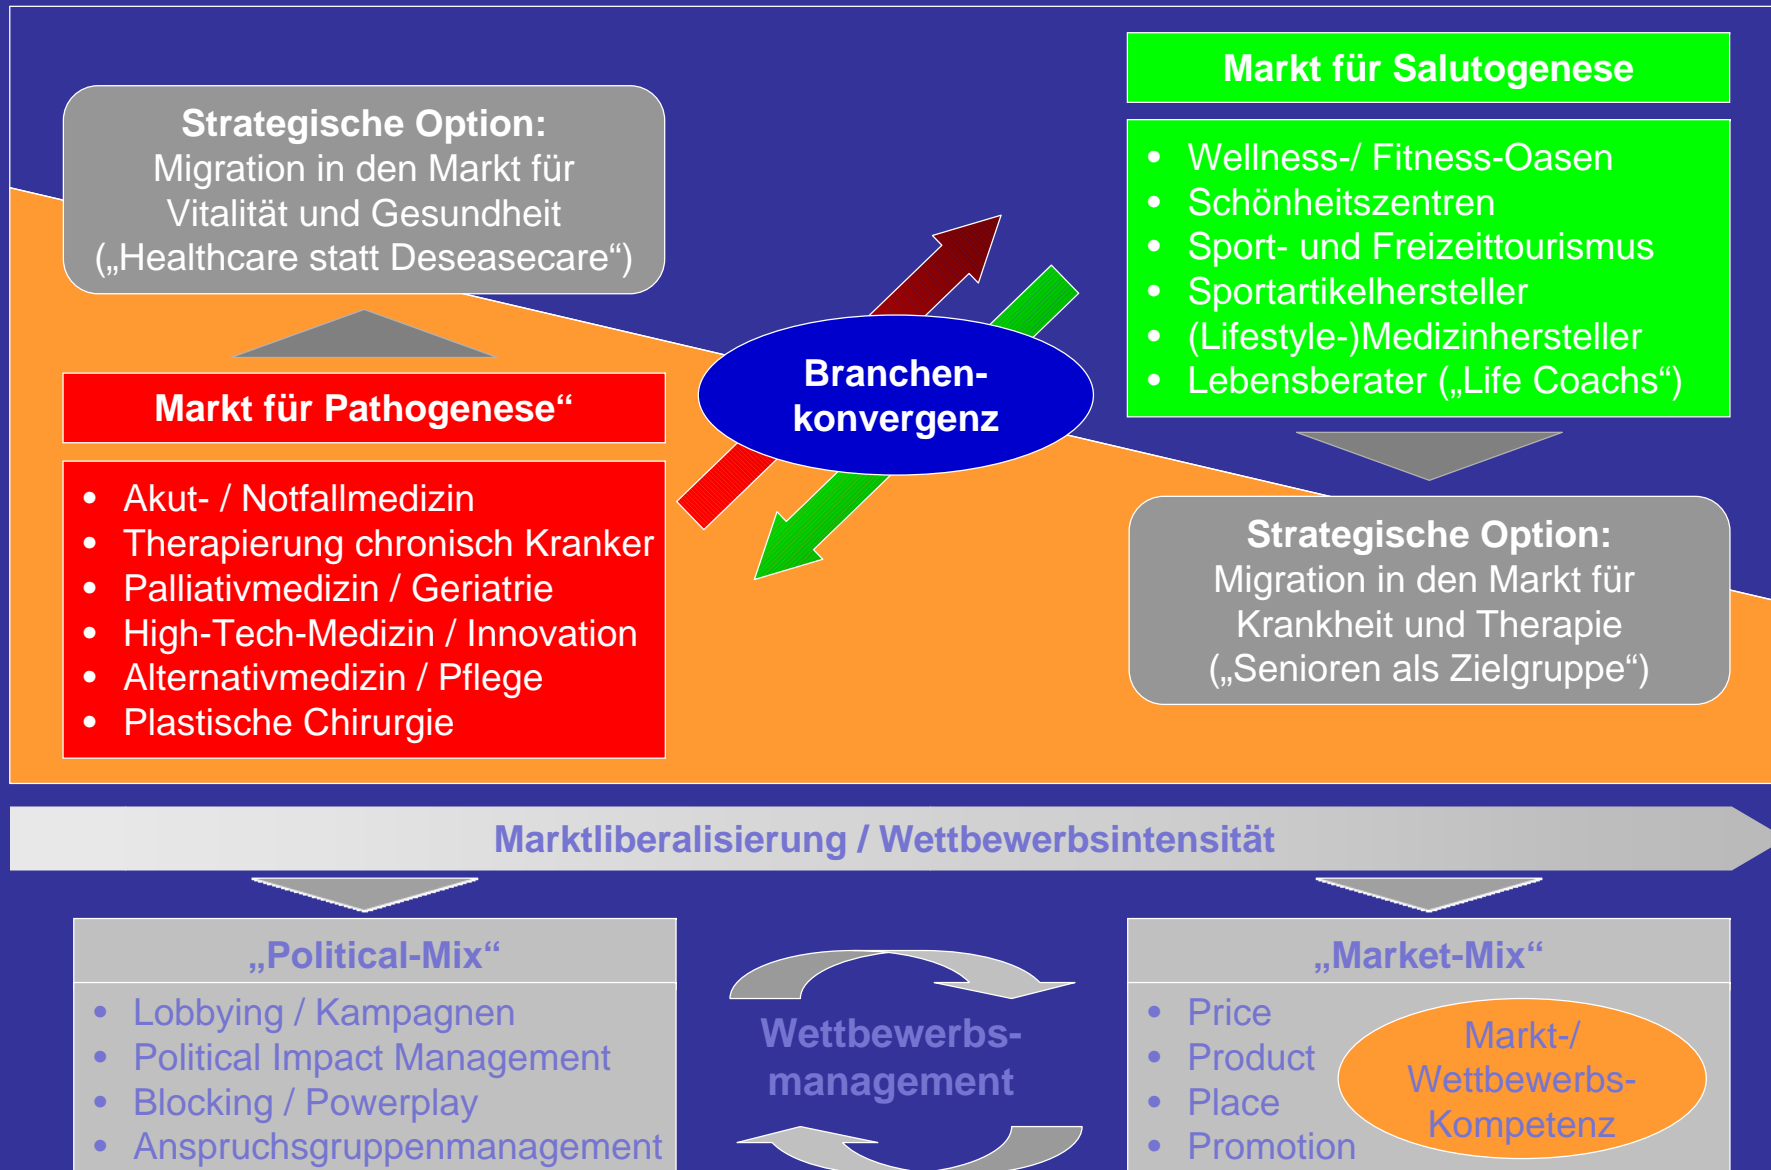 Strategische Option:
Migration in den Markt für
Vitalität und Gesundheit
(„Healthcare statt Deseasecare“)
Markt für Pathogenese“
• Akut- / Notfallmedizin
• Therapierung chronisch Kranker
• Palliativmedizin / Geriatrie
• High-Tech-Medizin / Innovation
• Alternativmedizin / Pflege
• Plastische Chirurgie
Branchen-
konvergenz
Markt für Salutogenese
• Wellness-/ Fitness-Oasen
• Schönheitszentren
• Sport- und Freizeittourismus
• Sportartikelhersteller
• (Lifestyle-)Medizinhersteller
• Lebensberater („Life Coachs“)
Strategische Option:
Migration in den Markt für
Krankheit und Therapie
(„Senioren als Zielgruppe“)
Marktliberalisierung / Wettbewerbsintensität
„Political-Mix“
• Lobbying / Kampagnen
• Political Impact Management
• Blocking / Powerplay
• Anspruchsgruppenmanagement
Wettbewerbs-
management
„Market-Mix“
• Price
• Product
• Place
• Promotion
Markt-/
Wettbewerbs-
Kompetenz